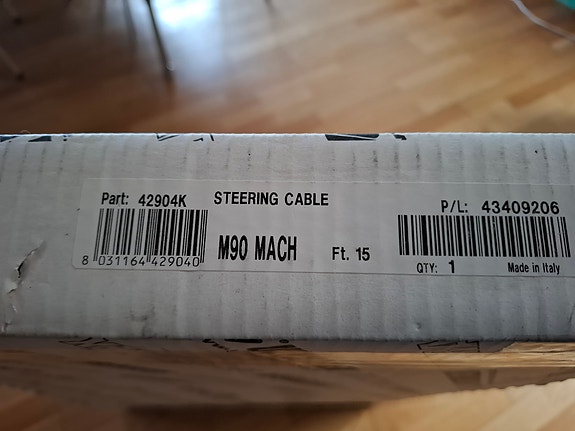 Part: 42904K
STEERING CABLE
P/L: 43409206
8 031164 429040
M90 MACH
Ft. 15
QTY: 1
Made in Italy